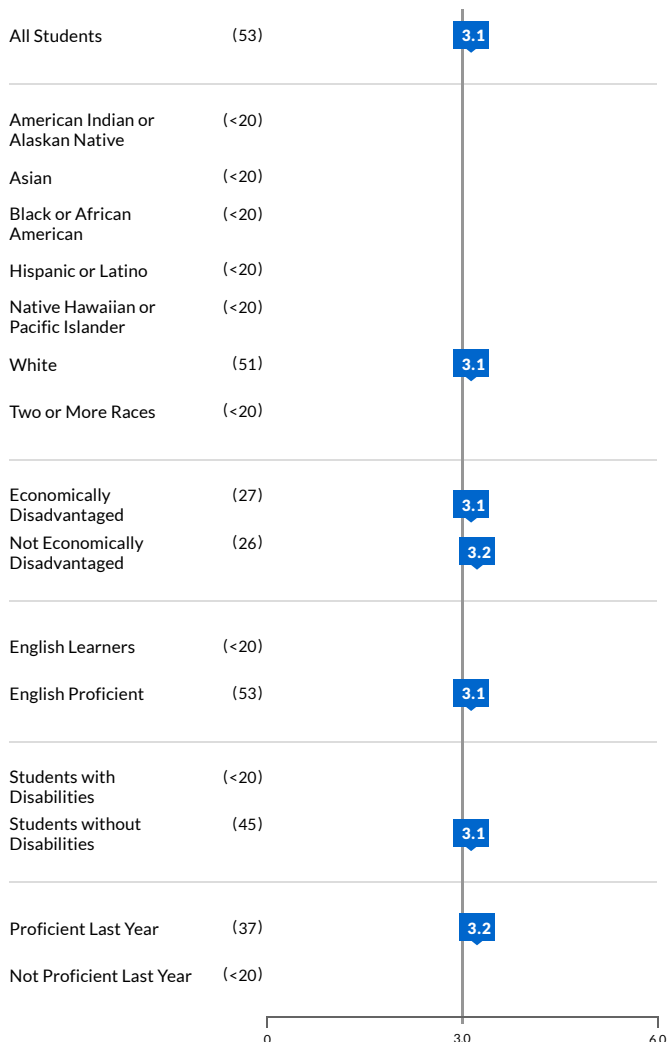 All Students (53) 3.1
American Indian or (<20)
Alaskan Native
Asian (<20)
Black or African (<20)
American
Hispanic or Latino (<20)
Native Hawaiian or (<20)
Pacific Islander
White (51) 3.1
Two or More Races (<20)
Economically (27) 3.1
Disadvantaged
Not Economically (26) 3.2
Disadvantaged
English Learners (<20)
English Proficient (53) 3.1
Students with (<20)
Disabilities
Students without (45) 3.1
Disabilities
Proficient Last Year (37) 3.2
Not Proficient Last Year (<20)
0 3.0 6.0